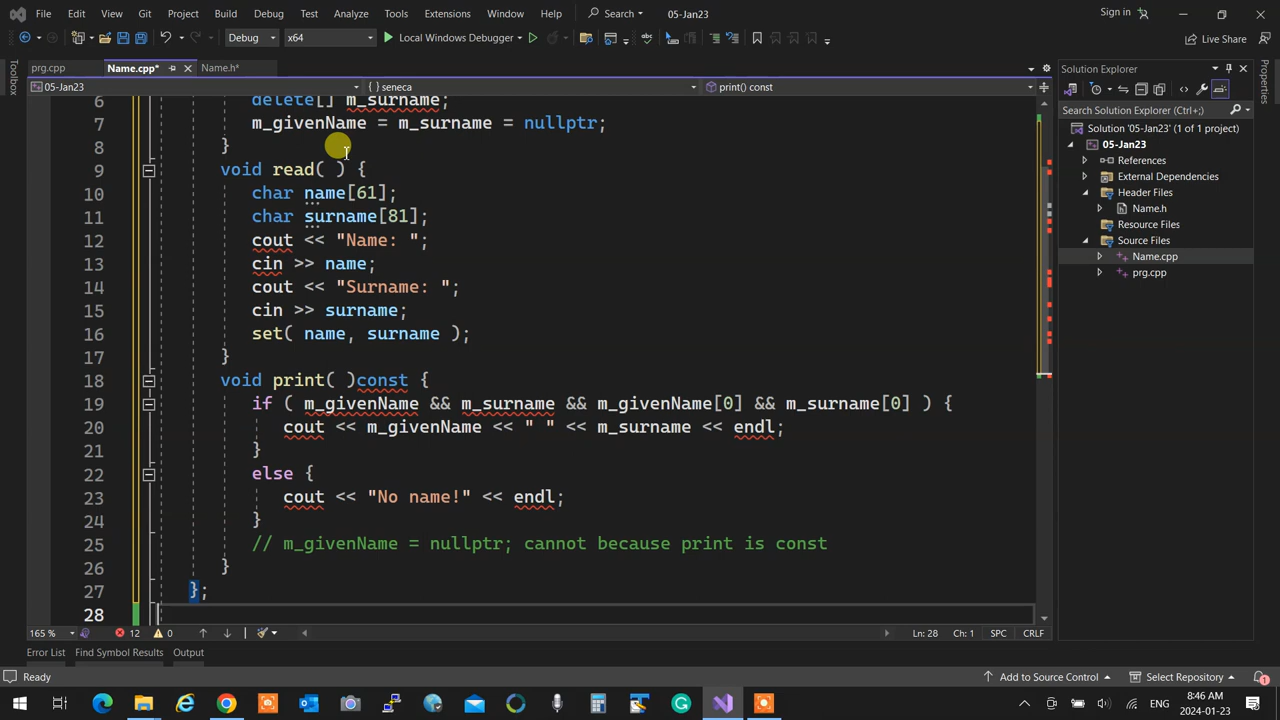 File Edit View Git Project Build Debug Test Analyze Tools Extensions Window Help Search 05-Jan23 Sign in
Debug x64 Local Windows Debugger Live Share
prg.cpp Name.cpp* Name.h*
05-Jan23 {} seneca print() const
Toolbox
Properties
6 delete[] m_surname;
7 m_givenName = m_surname = nullptr;
8 }
9 void read( ) {
10 char name[61];
11 char surname[81];
12 cout << "Name: ";
13 cin >> name;
14 cout << "Surname: ";
15 cin >> surname;
16 set( name, surname );
17 }
18 void print( )const {
19 if ( m_givenName && m_surname && m_givenName[0] && m_surname[0] ) {
20 cout << m_givenName << " " << m_surname << endl;
21 }
22 else {
23 cout << "No name!" << endl;
24 }
25 // m_givenName = nullptr; cannot because print is const
26 }
27 };
28
Solution Explorer
Search Solution Explorer (Ctrl+;)
Solution '05-Jan23' (1 of 1 project)
05-Jan23
References
External Dependencies
Header Files
Name.h
Resource Files
Source Files
Name.cpp
prg.cpp
165 % 12 0 Ln: 28 Ch: 1 SPC CRLF
Error List Find Symbol Results Output
Ready Add to Source Control Select Repository 1
ENG 8:46 AM 2024-01-23